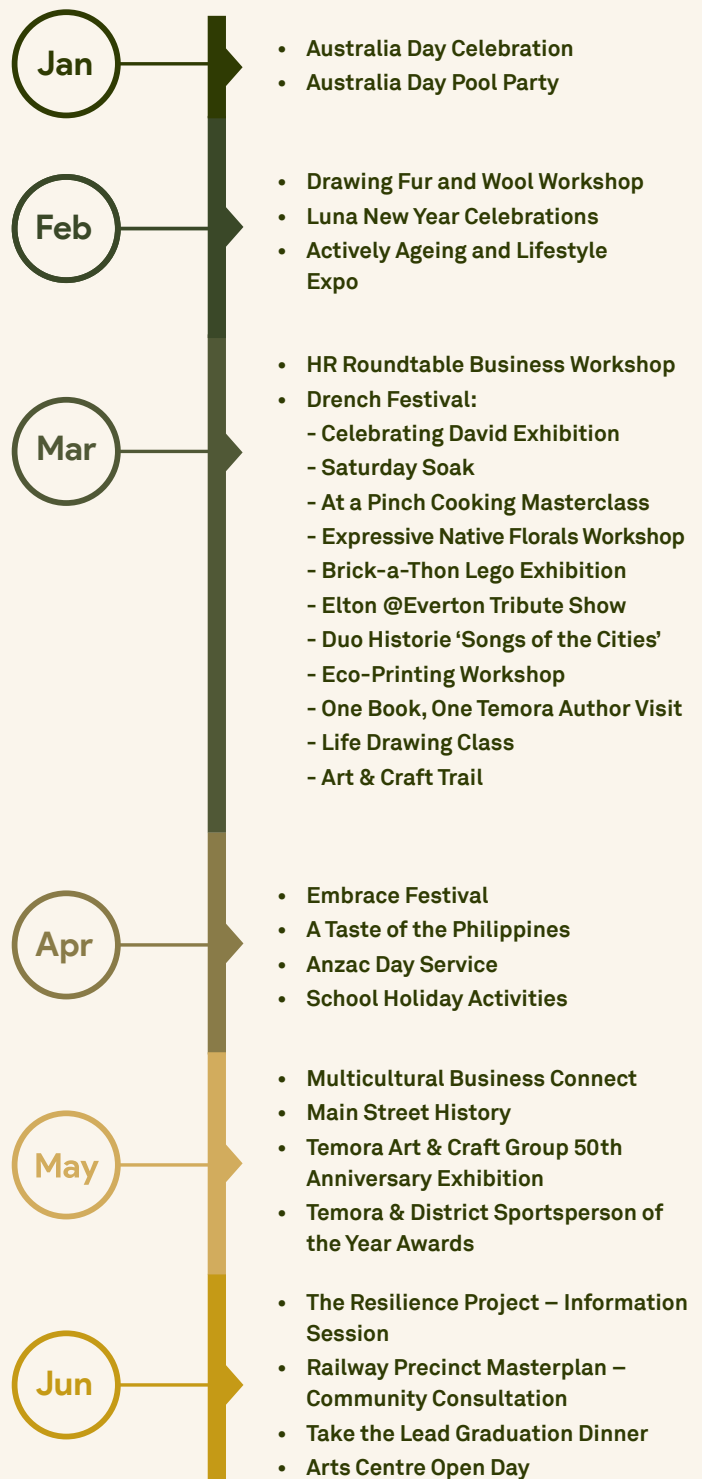 Jan
• Australia Day Celebration
• Australia Day Pool Party
Feb
• Drawing Fur and Wool Workshop
• Luna New Year Celebrations
• Actively Ageing and Lifestyle
Expo
Mar
• HR Roundtable Business Workshop
• Drench Festival:
- Celebrating David Exhibition
- Saturday Soak
- At a Pinch Cooking Masterclass
- Expressive Native Florals Workshop
- Brick-a-Thon Lego Exhibition
- Elton @Everton Tribute Show
- Duo Historie ‘Songs of the Cities’
- Eco-Printing Workshop
- One Book, One Temora Author Visit
- Life Drawing Class
- Art & Craft Trail
Apr
• Embrace Festival
• A Taste of the Philippines
• Anzac Day Service
• School Holiday Activities
May
• Multicultural Business Connect
• Main Street History
• Temora Art & Craft Group 50th
Anniversary Exhibition
• Temora & District Sportsperson of
the Year Awards
Jun
• The Resilience Project – Information
Session
• Railway Precinct Masterplan –
Community Consultation
• Take the Lead Graduation Dinner
• Arts Centre Open Day